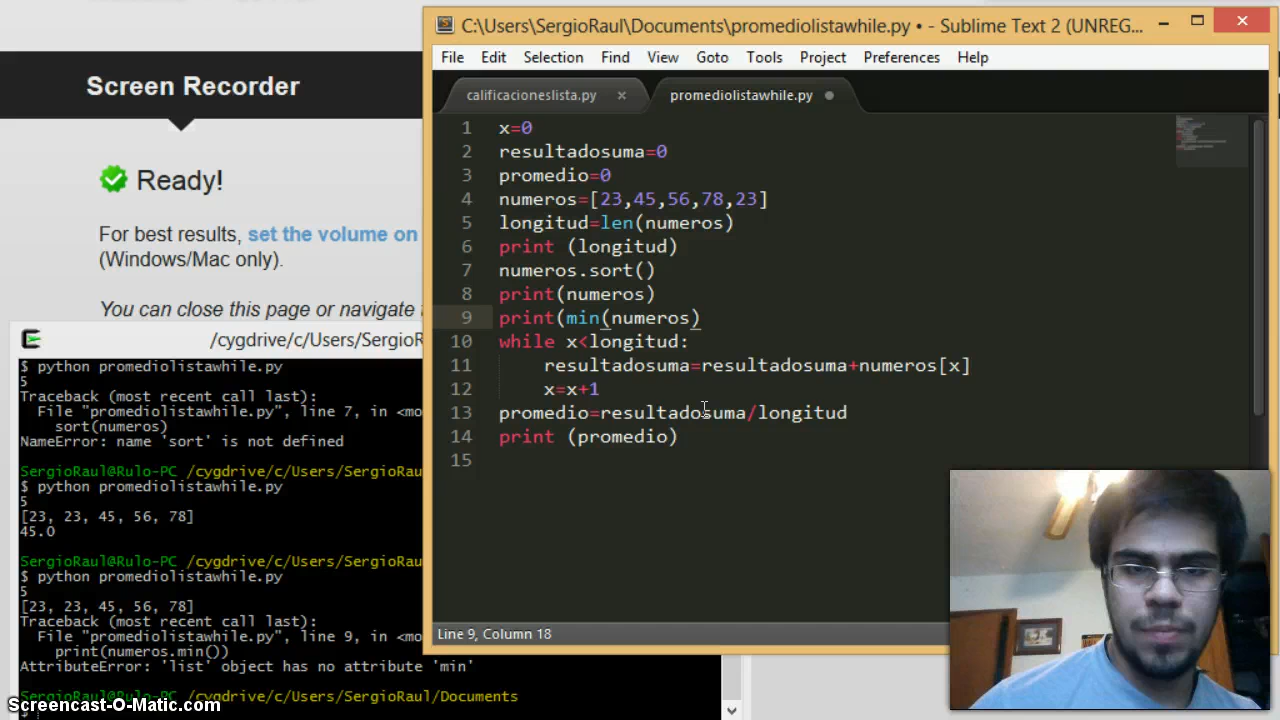 C:\Users\SergioRaul\Documents\promediolistawhile.py • - Sublime Text 2 (UNREG...
File Edit Selection Find View Goto Tools Project Preferences Help
calificacioneslista.py x promediolistawhile.py
1 x=0
2 resultadosuma=0
3 promedio=0
4 numeros=[23,45,56,78,23]
5 longitud=len(numeros)
6 print (longitud)
7 numeros.sort()
8 print(numeros)
9 print(min(numeros)
10 while x<longitud:
11 resultadosuma=resultadosuma+numeros[x]
12 x=x+1
13 promedio=resultadosuma/longitud
14 print (promedio)
15
Line 9, Column 18
Screen Recorder
Ready!
For best results, set the volume on
(Windows/Mac only).
You can close this page or navigate
/cygdrive/c/Users/SergioRau
$ python promediolistawhile.py
5
Traceback (most recent call last):
File "promediolistawhile.py", line 7, in <mo
sort(numeros)
NameError: name 'sort' is not defined
SergioRaul@Rulo-PC /cygdrive/c/Users/SergioRau
$ python promediolistawhile.py
5
[23, 23, 45, 56, 78]
45.0
SergioRaul@Rulo-PC /cygdrive/c/Users/SergioRau
$ python promediolistawhile.py
5
[23, 23, 45, 56, 78]
Traceback (most recent call last):
File "promediolistawhile.py", line 9, in <mo
print(numeros.min())
AttributeError: 'list' object has no attribute 'min'
SergioRaul@Rulo-PC /cygdrive/c/Users/SergioRaul/Documents
$
Screencast-O-Matic.com